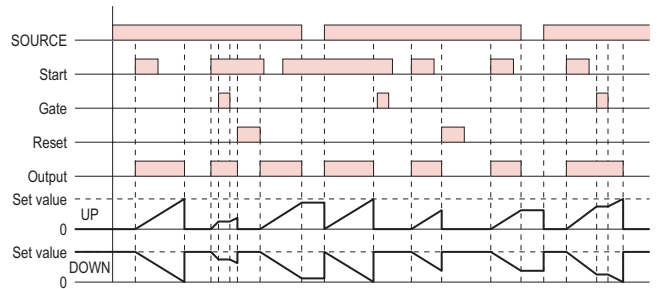 SOURCE
Start
Gate
Reset
Output
Set value
UP
0
Set value
DOWN
0